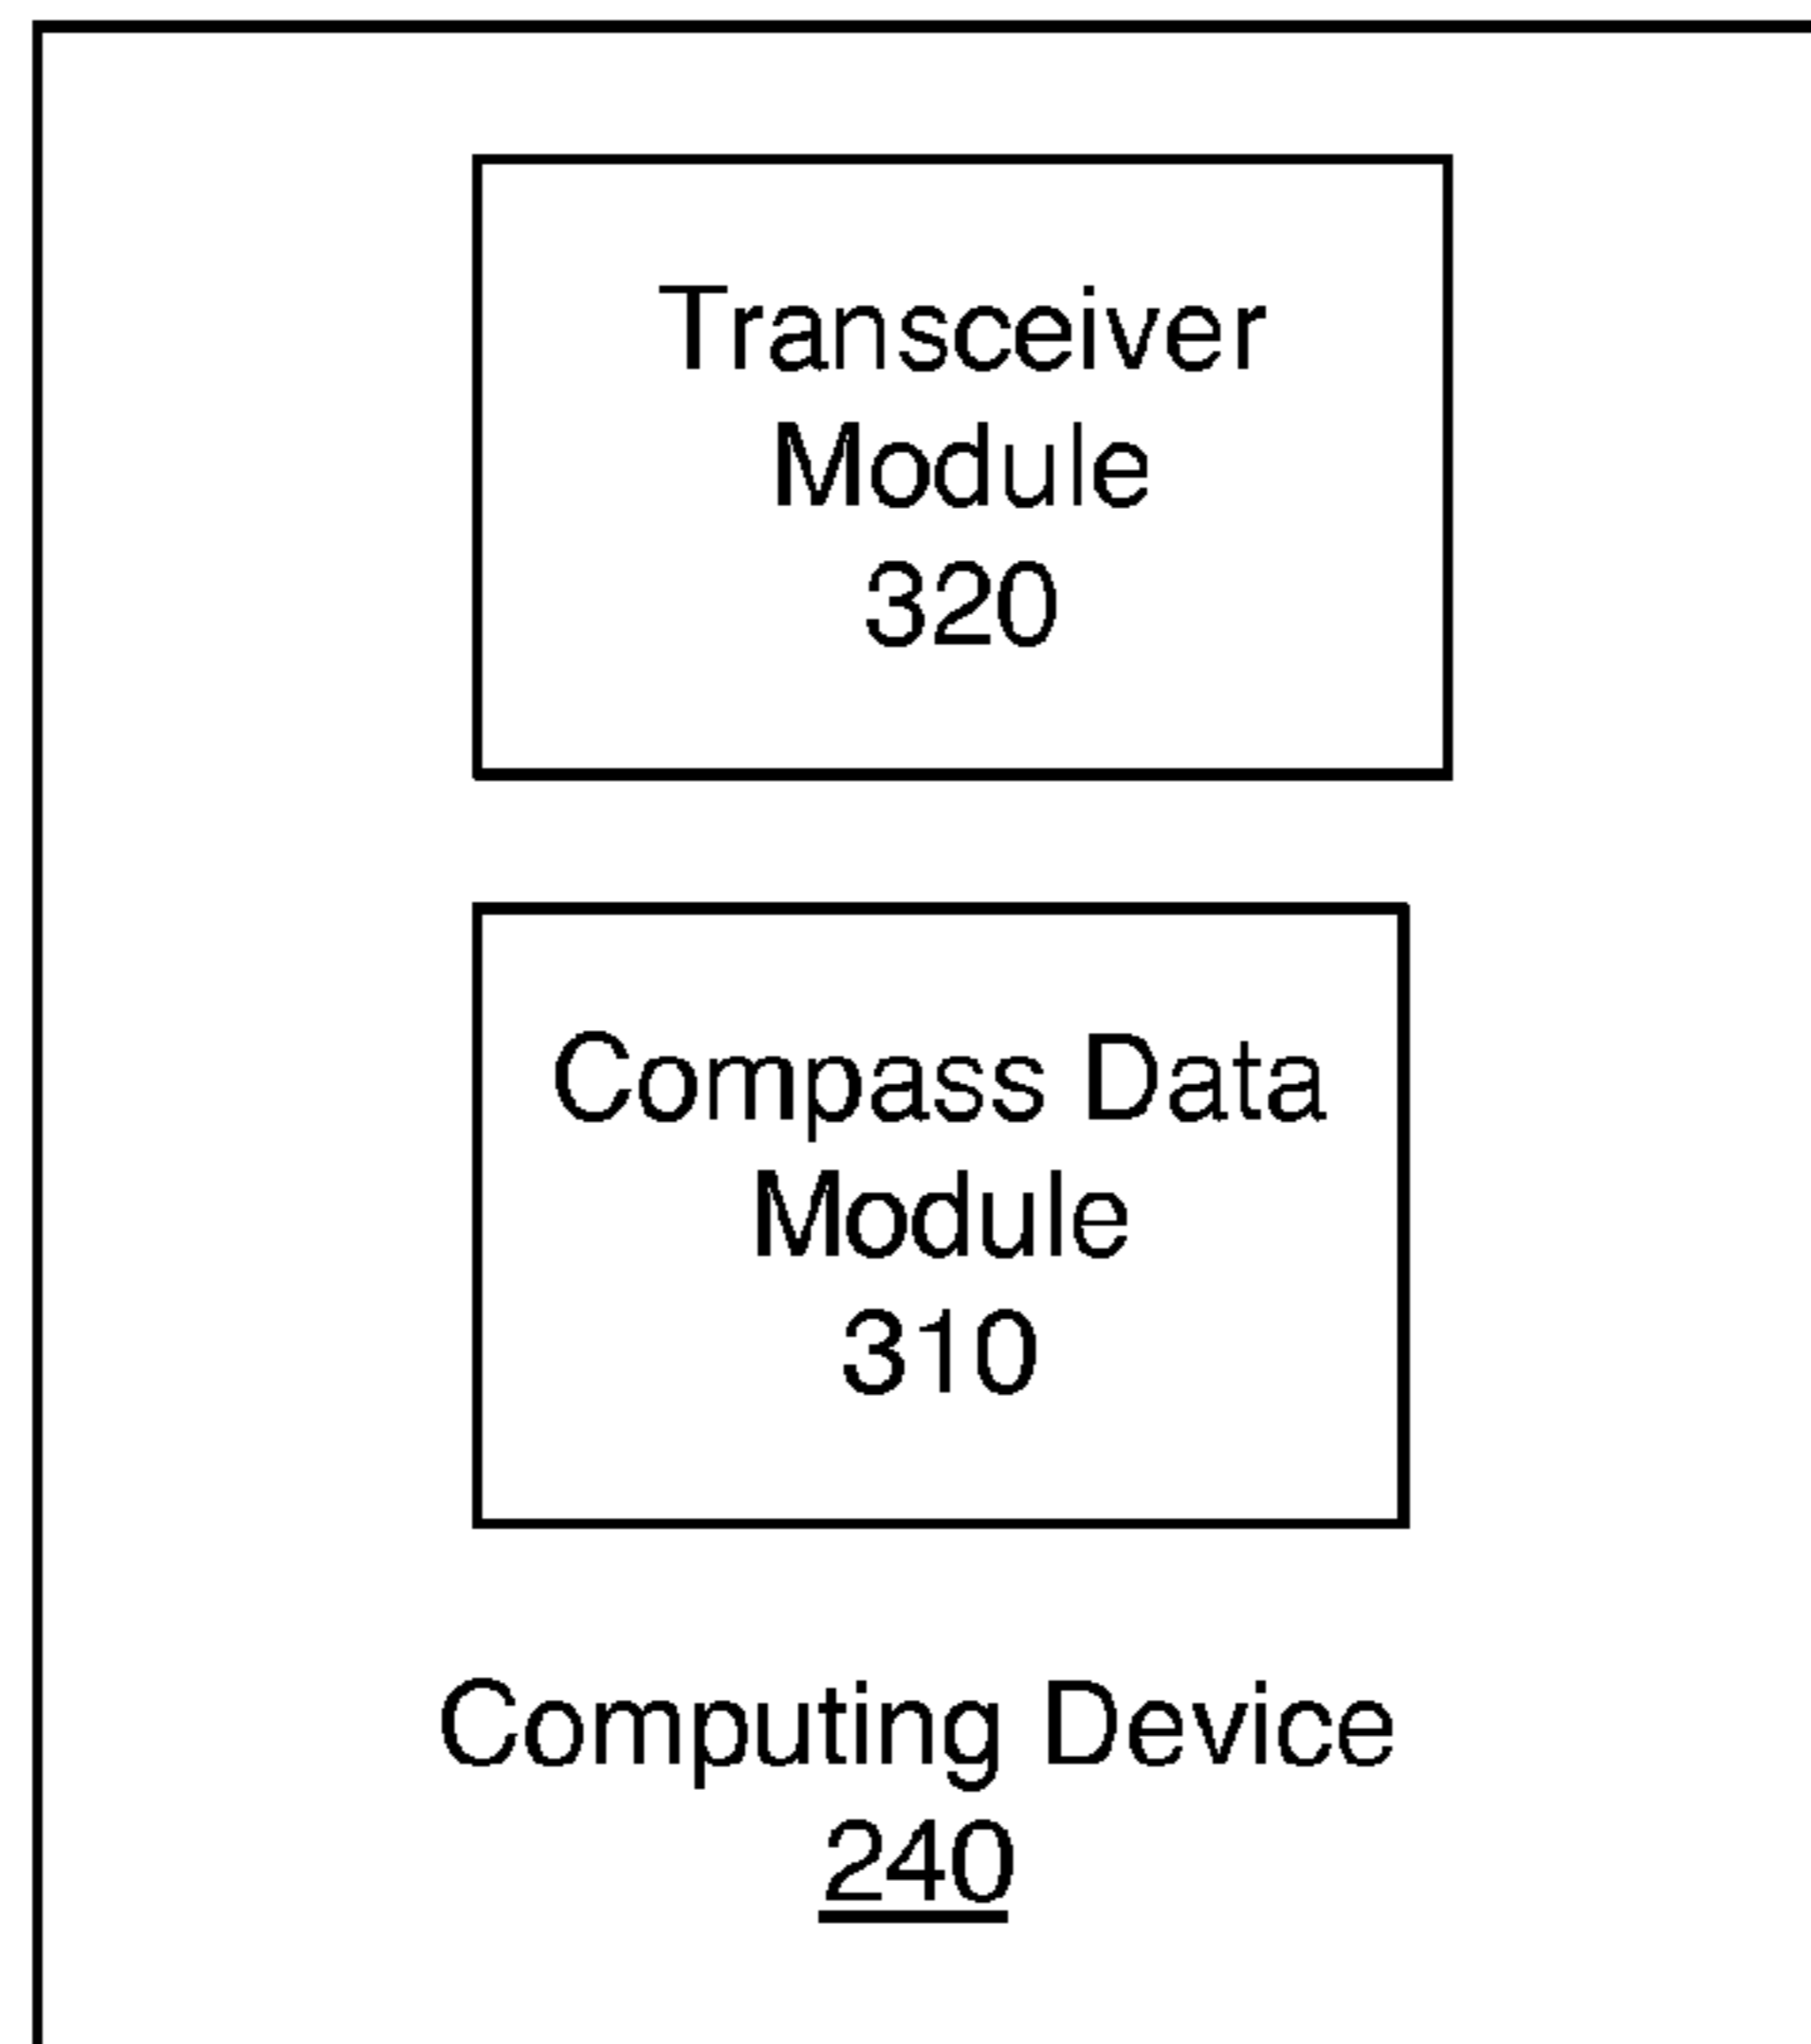 Transceiver
Module
320
Compass Data
Module
310
Computing Device
240